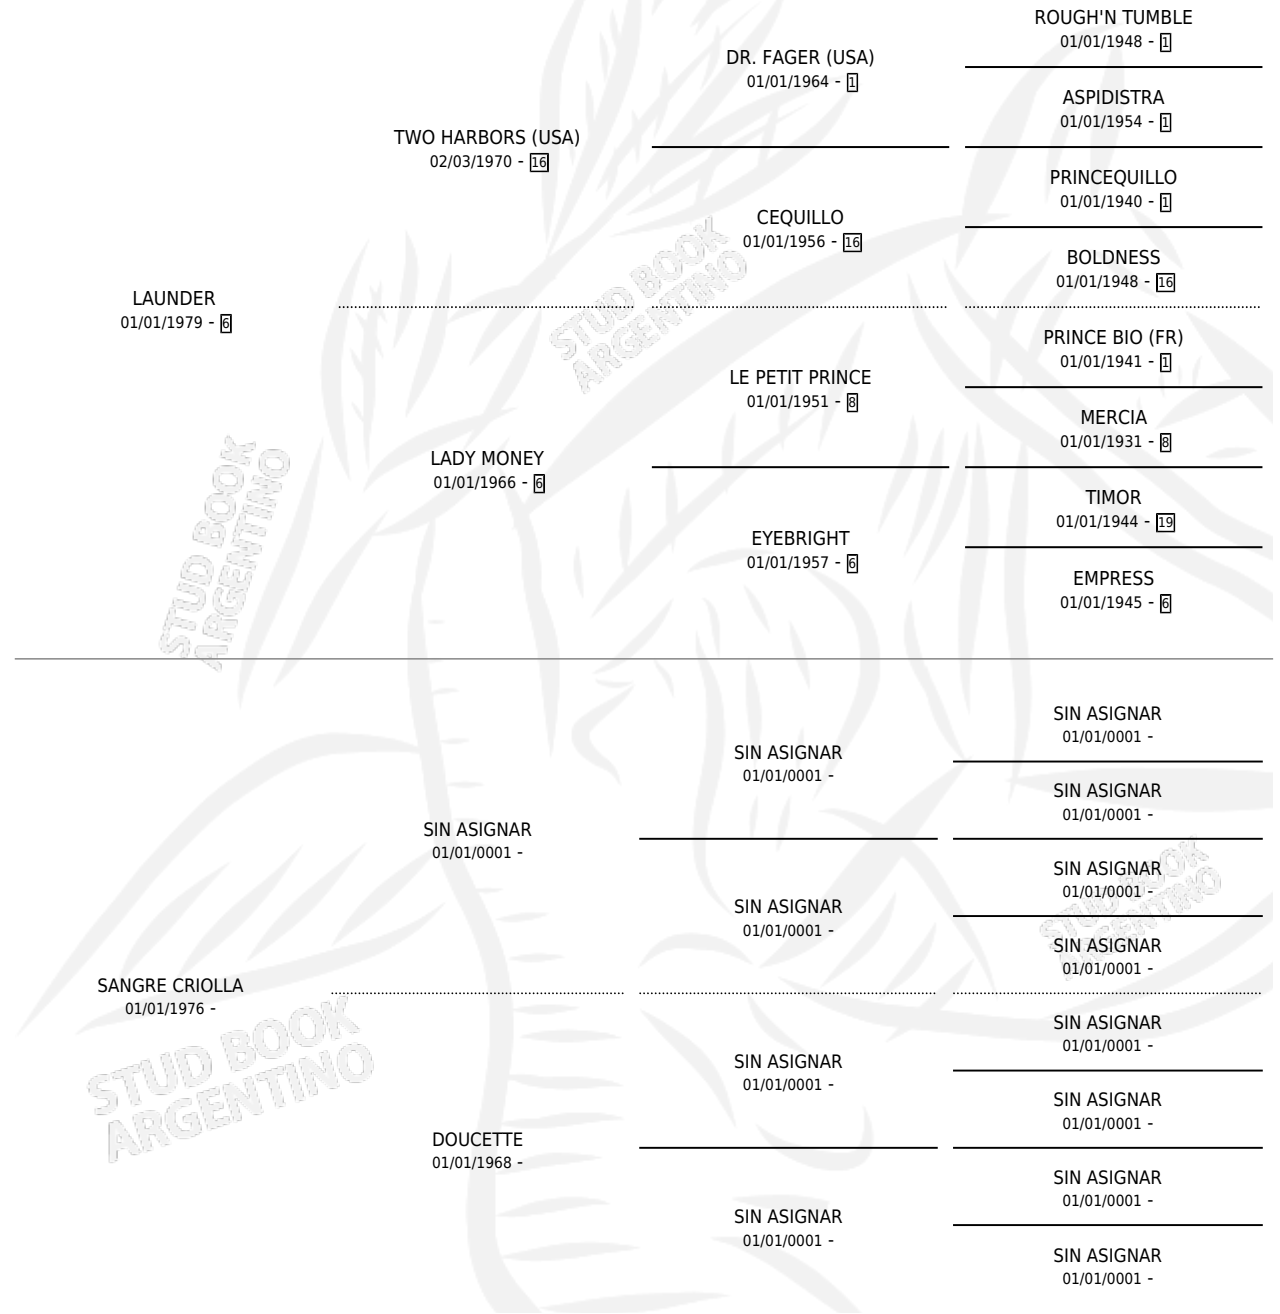 ROUGH'N TUMBLE
01/01/1948 - 1
DR. FAGER (USA)
01/01/1964 - 1
ASPIDISTRA
01/01/1954 - 1
TWO HARBORS (USA)
02/03/1970 - 16
PRINCEQUILLO
01/01/1940 - 1
CEQUILLO
01/01/1956 - 16
BOLDNESS
01/01/1948 - 16
STUD BOOK
ARGENTINO
LAUNDER
01/01/1979 - 6
PRINCE BIO (FR)
01/01/1941 - 1
LE PETIT PRINCE
01/01/1951 - 8
MERCIA
01/01/1931 - 8
LADY MONEY
01/01/1966 - 6
TIMOR
01/01/1944 - 19
EYEBRIGHT
01/01/1957 - 6
EMPRESS
01/01/1945 - 6
STUD BOOK
ARGENTINO
SIN ASIGNAR
01/01/0001 -
SIN ASIGNAR
01/01/0001 -
SIN ASIGNAR
01/01/0001 -
SIN ASIGNAR
01/01/0001 -
SIN ASIGNAR
01/01/0001 -
SIN ASIGNAR
01/01/0001 -
SIN ASIGNAR
01/01/0001 -
STUD BOOK
ARGENTINO
SANGRE CRIOLLA
01/01/1976 -
STUD BOOK
ARGENTINO
SIN ASIGNAR
01/01/0001 -
SIN ASIGNAR
01/01/0001 -
SIN ASIGNAR
01/01/0001 -
DOUCETTE
01/01/1968 -
SIN ASIGNAR
01/01/0001 -
SIN ASIGNAR
01/01/0001 -
SIN ASIGNAR
01/01/0001 -